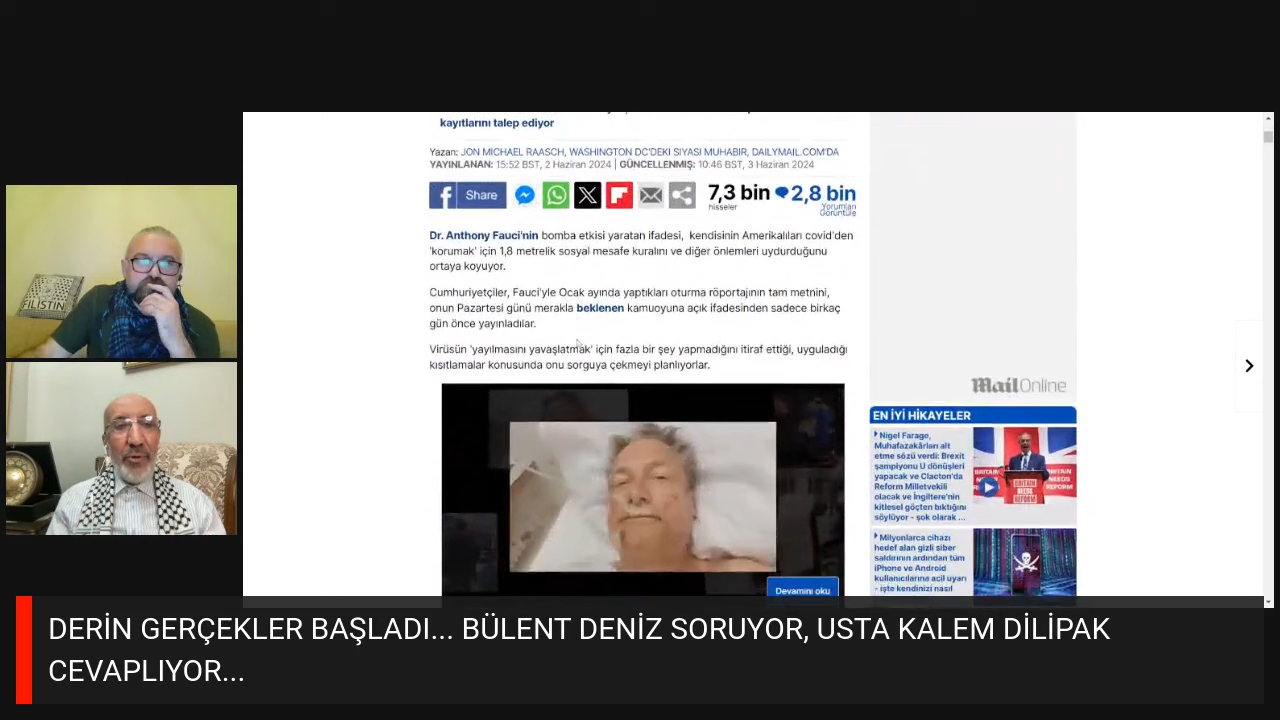 kayıtlarını talep ediyor
Yazan: JON MICHAEL RAASCH, WASHINGTON DC'DEKİ SİYASİ MUHABİR, DAILYMAIL.COM'DA
YAYINLANAN: 15:52 BST, 2 Haziran 2024 | GÜNCELLENMİŞ: 10:46 BST, 3 Haziran 2024
Share
7,3 bin
hisseler
2,8 bin
Yorumları
Görüntüle
Dr. Anthony Fauci'nin bomba etkisi yaratan ifadesi, kendisinin Amerikalıları covid'den
'korumak' için 1,8 metrelik sosyal mesafe kuralını ve diğer önlemleri uydurduğunu
ortaya koyuyor.
Cumhuriyetçiler, Fauci'yle Ocak ayında yaptıkları oturma röportajının tam metnini,
onun Pazartesi günü merakla beklenen kamuoyuna açık ifadesinden sadece birkaç
gün önce yayınladılar.
Virüsün 'yayılmasını yavaşlatmak' için fazla bir şey yapmadığını itiraf ettiği, uyguladığı
kısıtlamalar konusunda onu sorguya çekmeyi planlıyorlar.
Devamını oku
MailOnline
EN İYİ HİKAYELER
Nigel Farage,
Muhafazakârları alt
etme sözü verdi: Brexit
şampiyonu U dönüşleri
yapacak ve Clacton'da
Reform Milletvekili
olacak ve İngiltere'nin
kitlesel göçten bıktığını
söylüyor - şok olarak ...
BRITAIN
NEEDS
REFORM
Milyonlarca cihazı
hedef alan gizli siber
saldırının ardından tüm
iPhone ve Android
kullanıcılarına acil uyarı
- işte kendinizi nasıl
FİLİSTİN
DERİN GERÇEKLER BAŞLADI... BÜLENT DENİZ SORUYOR, USTA KALEM DİLİPAK
CEVAPLIYOR...